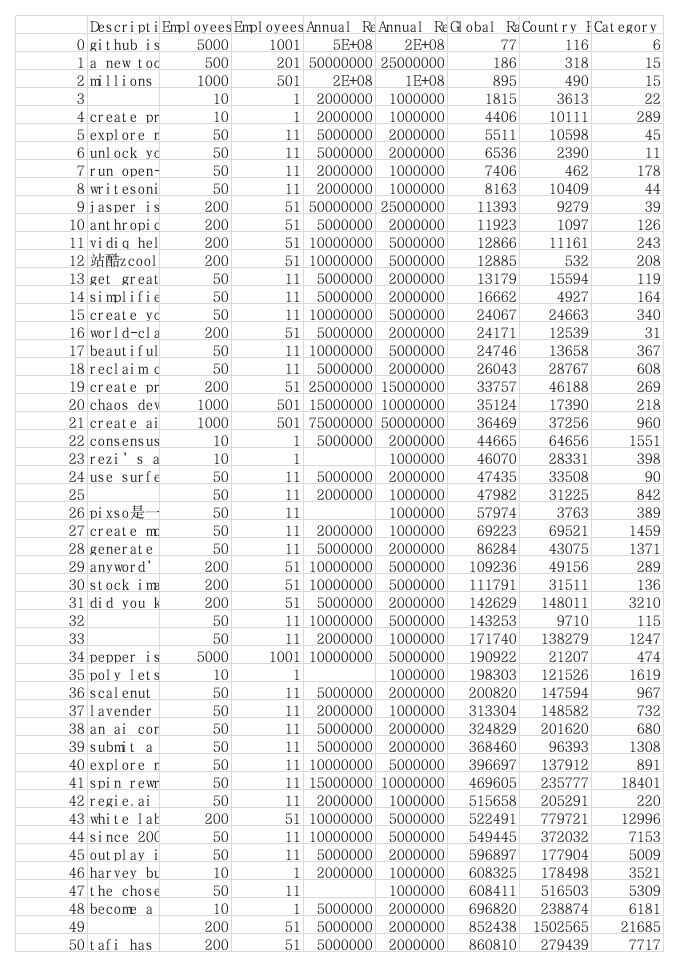 Descripti Employees Employees Annual Re Annual Re Global Ra Country R Category
0 github is 5000 1001 5E+08 2E+08 77 116 6
1 a new too 500 201 50000000 25000000 186 318 15
2 millions 1000 501 2E+08 1E+08 895 490 15
3 10 1 2000000 1000000 1815 3613 22
4 create pr 10 1 2000000 1000000 4406 10111 289
5 explore n 50 11 5000000 2000000 5511 10598 45
6 unlock yo 50 11 5000000 2000000 6536 2390 11
7 run open- 50 11 2000000 1000000 7406 462 178
8 writesoni 50 11 2000000 1000000 8163 10409 44
9 jasper is 200 51 50000000 25000000 11393 9279 39
10 anthropic 200 51 5000000 2000000 11923 1097 126
11 vidiq hel 200 51 10000000 5000000 12866 11161 243
12 站酷zcool 200 51 10000000 5000000 12885 532 208
13 get great 50 11 5000000 2000000 13179 15594 119
14 simplifie 50 11 5000000 2000000 16662 4927 164
15 create yo 50 11 10000000 5000000 24067 24663 340
16 world-cla 200 51 5000000 2000000 24171 12539 31
17 beautiful 50 11 10000000 5000000 24746 13658 367
18 reclaim c 50 11 5000000 2000000 26043 28767 608
19 create pr 200 51 25000000 15000000 33757 46188 269
20 chaos dev 1000 501 15000000 10000000 35124 17390 218
21 create ai 1000 501 75000000 50000000 36469 37256 960
22 consensus 10 1 5000000 2000000 44665 64656 1551
23 rezi’s a 10 1 1000000 46070 28331 398
24 use surfe 50 11 5000000 2000000 47435 33508 90
25 50 11 2000000 1000000 47982 31225 842
26 pixso是一 50 11 1000000 57974 3763 389
27 create mo 50 11 2000000 1000000 69223 69521 1459
28 generate 50 11 5000000 2000000 86284 43075 1371
29 anyword’ 200 51 10000000 5000000 109236 49156 289
30 stock ima 200 51 10000000 5000000 111791 31511 136
31 did you k 200 51 5000000 2000000 142629 148011 3210
32 50 11 10000000 5000000 143253 9710 115
33 50 11 2000000 1000000 171740 138279 1247
34 pepper is 5000 1001 10000000 5000000 190922 21207 474
35 poly lets 10 1 1000000 198303 121526 1619
36 scalenut 50 11 5000000 2000000 200820 147594 967
37 lavender 50 11 2000000 1000000 313304 148582 732
38 an ai con 50 11 5000000 2000000 324829 201620 680
39 submit a 50 11 5000000 2000000 368460 96393 1308
40 explore n 50 11 10000000 5000000 396697 137912 891
41 spin rewr 50 11 15000000 10000000 469605 235777 18401
42 regie.ai 50 11 2000000 1000000 515658 205291 220
43 white lab 200 51 10000000 5000000 522491 779721 12996
44 since 200 50 11 10000000 5000000 549445 372032 7153
45 outplay i 50 11 5000000 2000000 596897 177904 5009
46 harvey bu 10 1 2000000 1000000 608325 178498 3521
47 the chose 50 11 1000000 608411 516503 5309
48 become a 10 1 5000000 2000000 696820 238874 6181
49 200 51 5000000 2000000 852438 1502565 21685
50 tafi has 200 51 5000000 2000000 860810 279439 7717